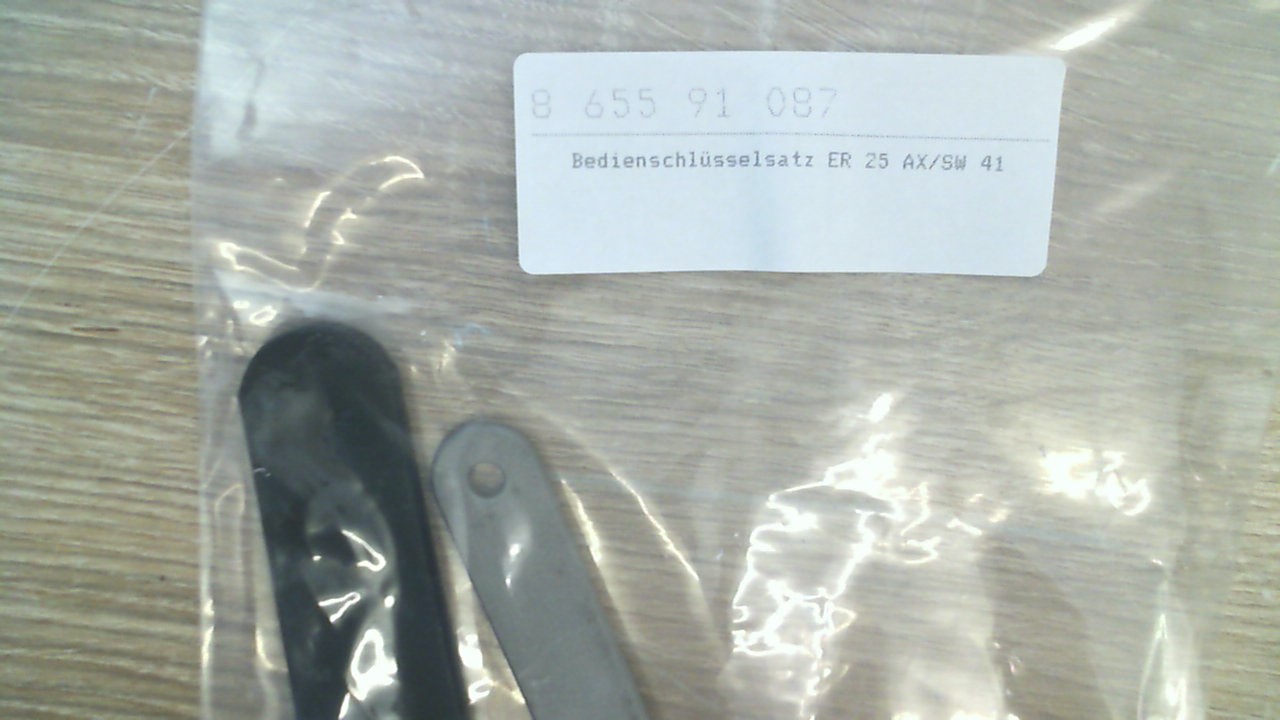 8 655 91 087
Bedienschlüsselsatz ER 25 AX/SW 41